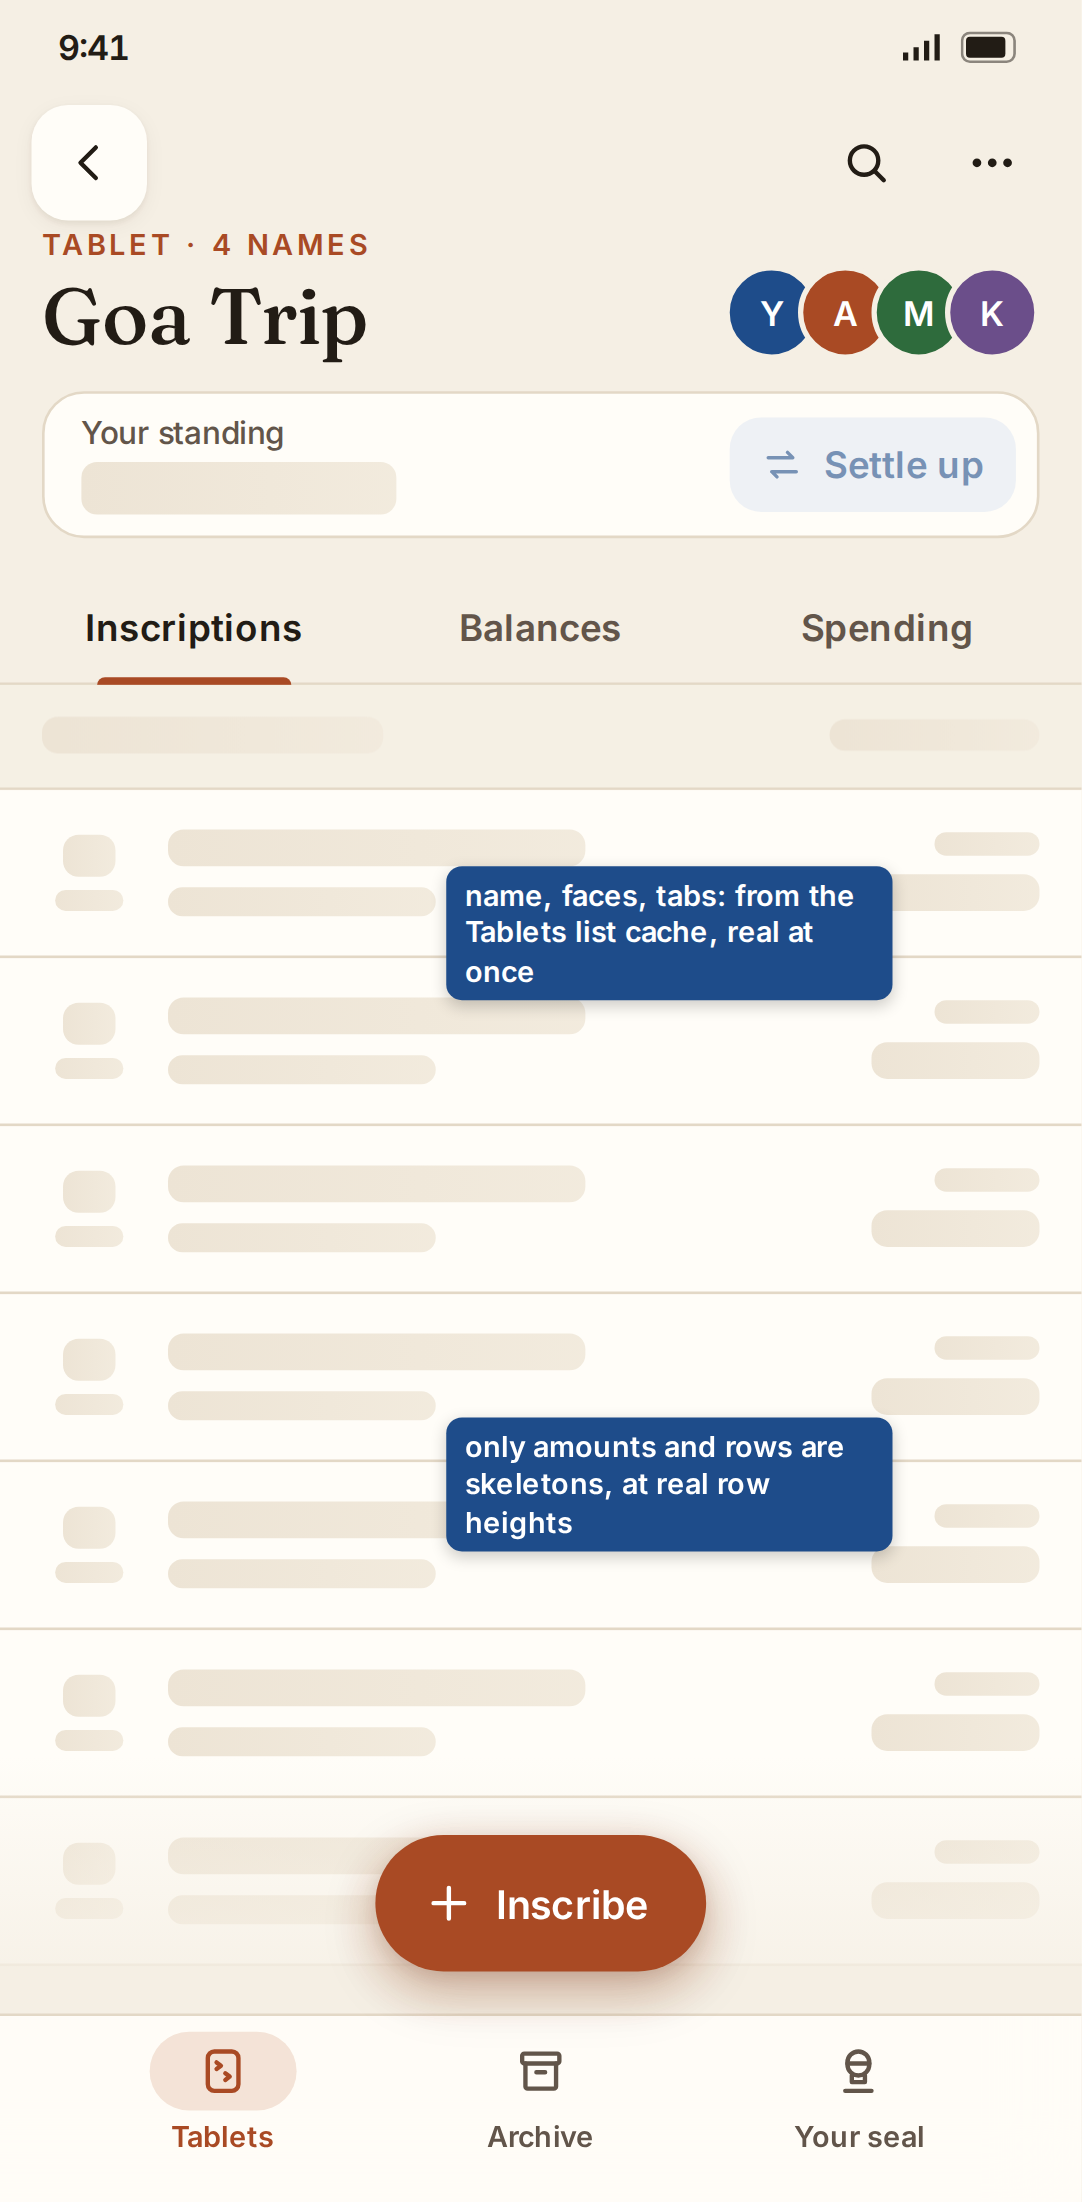 9:41
TABLET · 4 NAMES
Goa Trip
Y A M K
Your standing
Settle up
Inscriptions Balances Spending
name, faces, tabs: from the
Tablets list cache, real at
once
only amounts and rows are
skeletons, at real row
heights
Inscribe
Tablets Archive Your seal